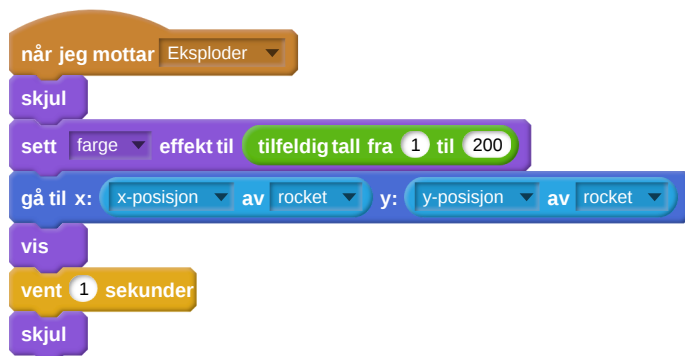 når jeg mottar Eksploder
skjul
sett farge effekt til tilfeldig tall fra 1 til 200
gå til x: x-posisjon av rocket y: y-posisjon av rocket
vis
vent 1 sekunder
skjul